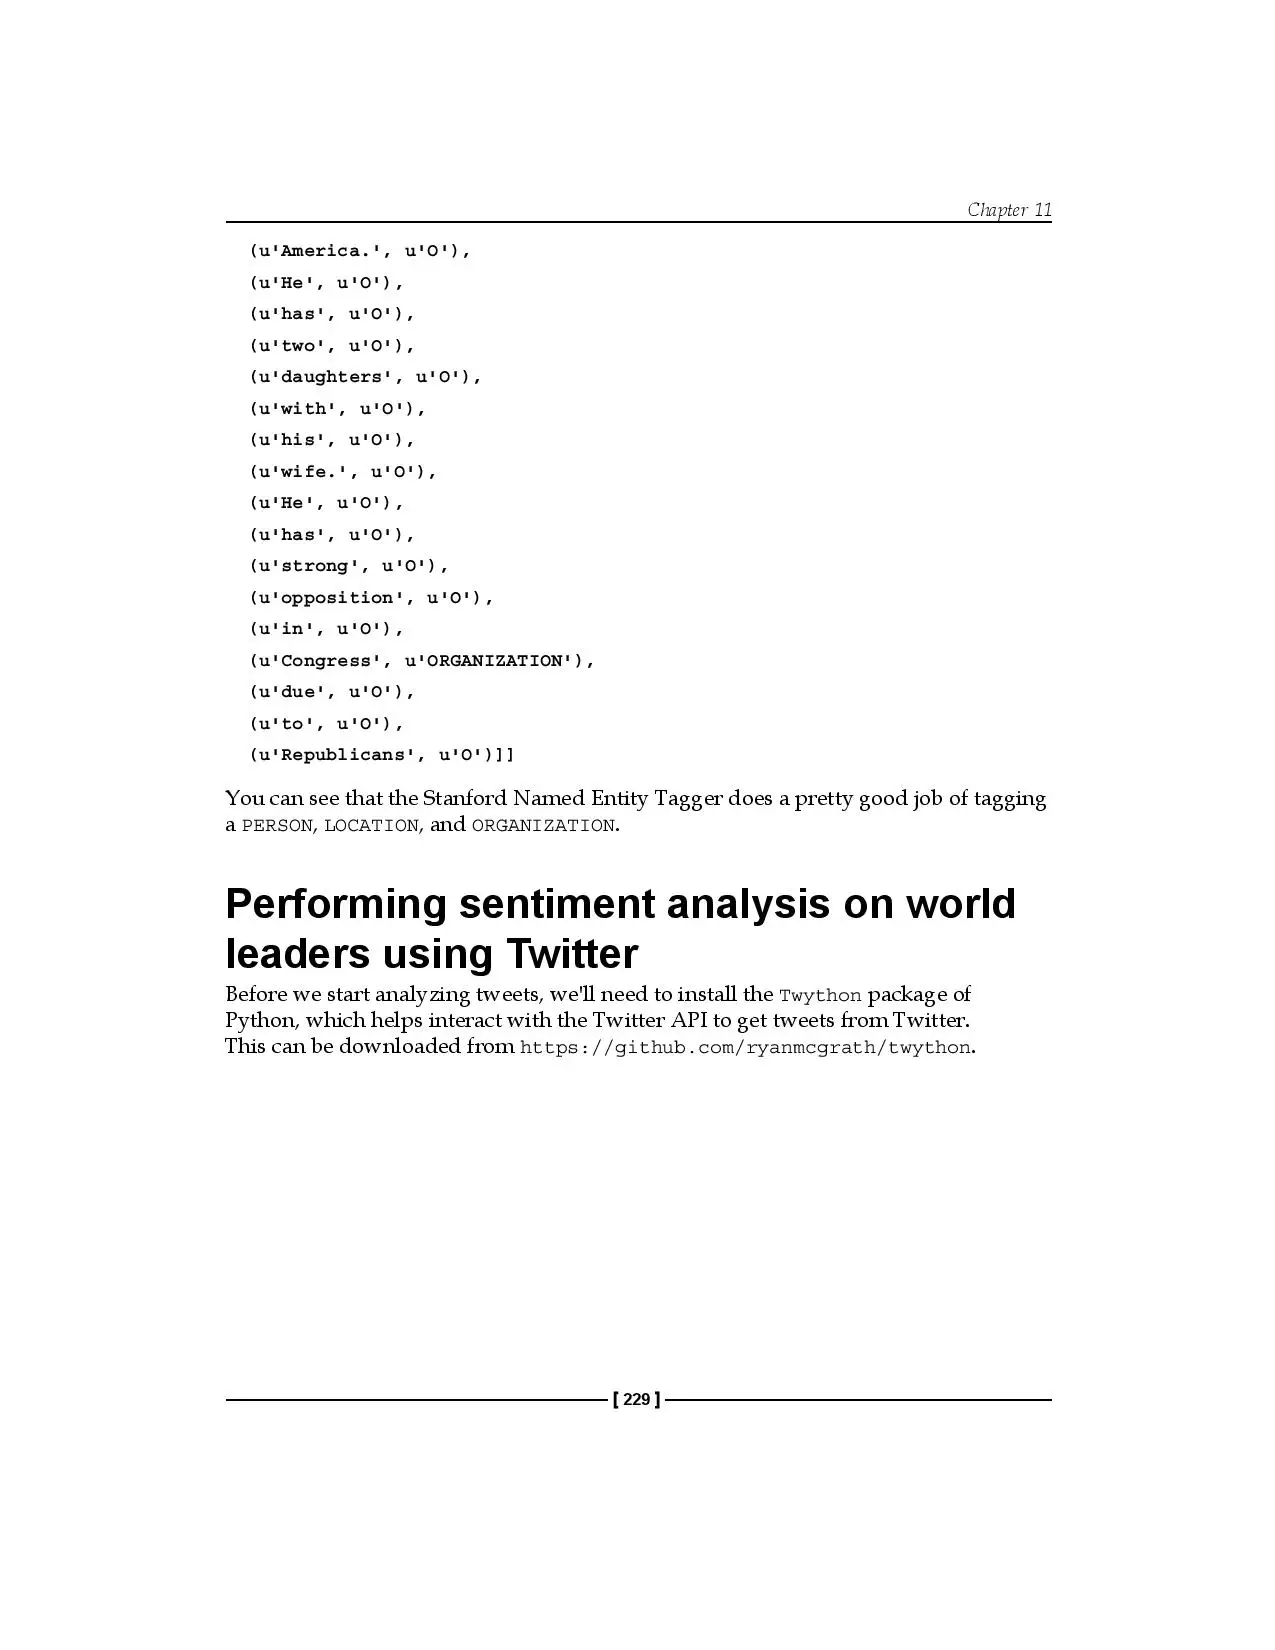 Chapter 11
(u'America.', u'O'),
(u'He', u'O'),
(u'has', u'O'),
(u'two', u'O'),
(u'daughters', u'O'),
(u'with', u'O'),
(u'his', u'O'),
(u'wife.', u'O'),
(u'He', u'O'),
(u'has', u'O'),
(u'strong', u'O'),
(u'opposition', u'O'),
(u'in', u'O'),
(u'Congress', u'ORGANIZATION'),
(u'due', u'O'),
(u'to', u'O'),
(u'Republicans', u'O')]]
You can see that the Stanford Named Entity Tagger does a pretty good job of tagging
a PERSON, LOCATION, and ORGANIZATION.
Performing sentiment analysis on world
leaders using Twitter
Before we start analyzing tweets, we'll need to install the Twython package of
Python, which helps interact with the Twitter API to get tweets from Twitter.
This can be downloaded from https://github.com/ryanmcgrath/twython.
[ 229 ]